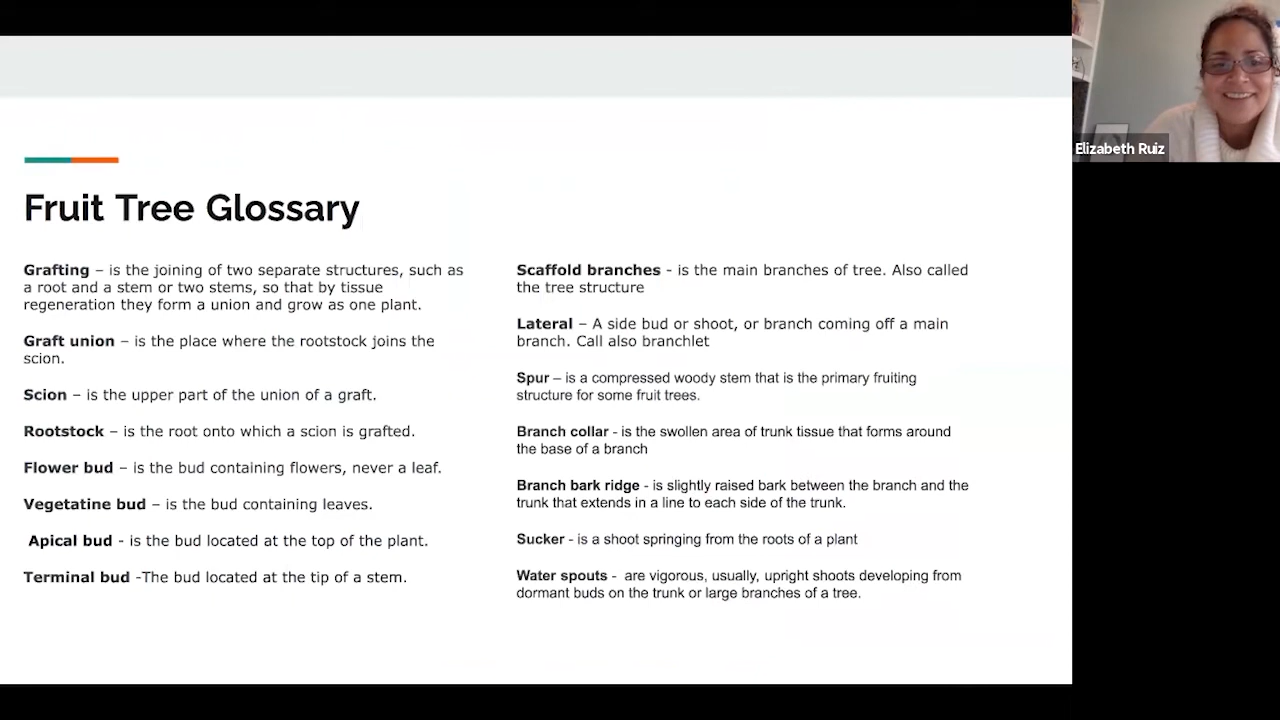 Fruit Tree Glossary
Grafting – is the joining of two separate structures, such as
a root and a stem or two stems, so that by tissue
regeneration they form a union and grow as one plant.
Graft union – is the place where the rootstock joins the
scion.
Scion – is the upper part of the union of a graft.
Rootstock – is the root onto which a scion is grafted.
Flower bud – is the bud containing flowers, never a leaf.
Vegetatine bud – is the bud containing leaves.
Apical bud - is the bud located at the top of the plant.
Terminal bud -The bud located at the tip of a stem.
Scaffold branches - is the main branches of tree. Also called
the tree structure
Lateral – A side bud or shoot, or branch coming off a main
branch. Call also branchlet
Spur – is a compressed woody stem that is the primary fruiting
structure for some fruit trees.
Branch collar - is the swollen area of trunk tissue that forms around
the base of a branch
Branch bark ridge - is slightly raised bark between the branch and the
trunk that extends in a line to each side of the trunk.
Sucker - is a shoot springing from the roots of a plant
Water spouts - are vigorous, usually, upright shoots developing from
dormant buds on the trunk or large branches of a tree.
Elizabeth Ruiz